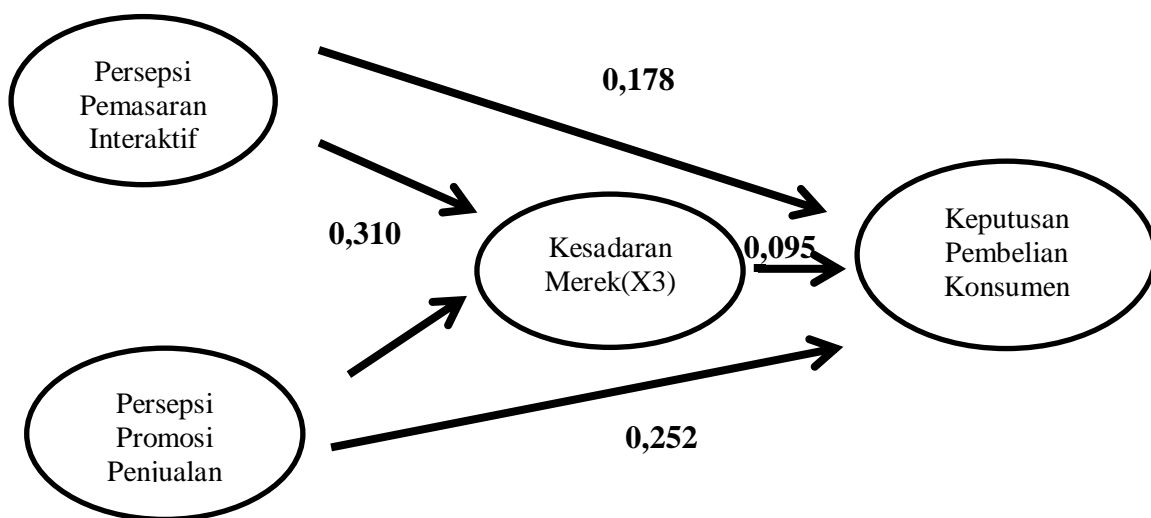 Persepsi
Pemasaran
Interaktif
0,178
0,310
Kesadaran
Merek(X3)
0,095
Keputusan
Pembelian
Konsumen
Persepsi
Promosi
Penjualan
0,252